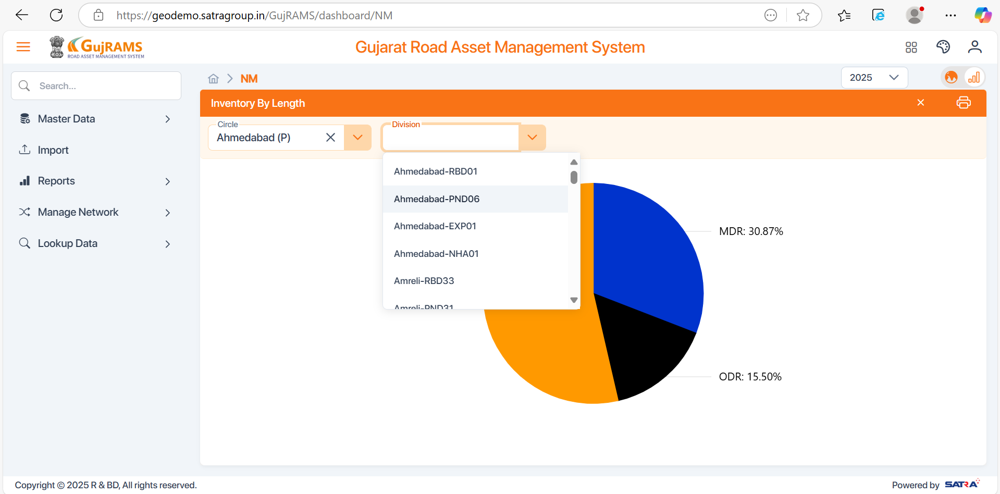 https://geodemo.satragroup.in/GujRAMS/dashboard/NM
GujRAMS
ROAD ASSET MANAGEMENT SYSTEM
Gujarat Road Asset Management System
Search...
NM
2025
Inventory By Length
Master Data
Import
Reports
Manage Network
Lookup Data
Circle
Ahmedabad (P)
Division
Ahmedabad-RBD01
Ahmedabad-PND06
Ahmedabad-EXP01
Ahmedabad-NHA01
Amreli-RBD33
Amreli-PND31
MDR: 30.87%
ODR: 15.50%
Copyright © 2025 R & BD, All rights reserved.
Powered by SATRA